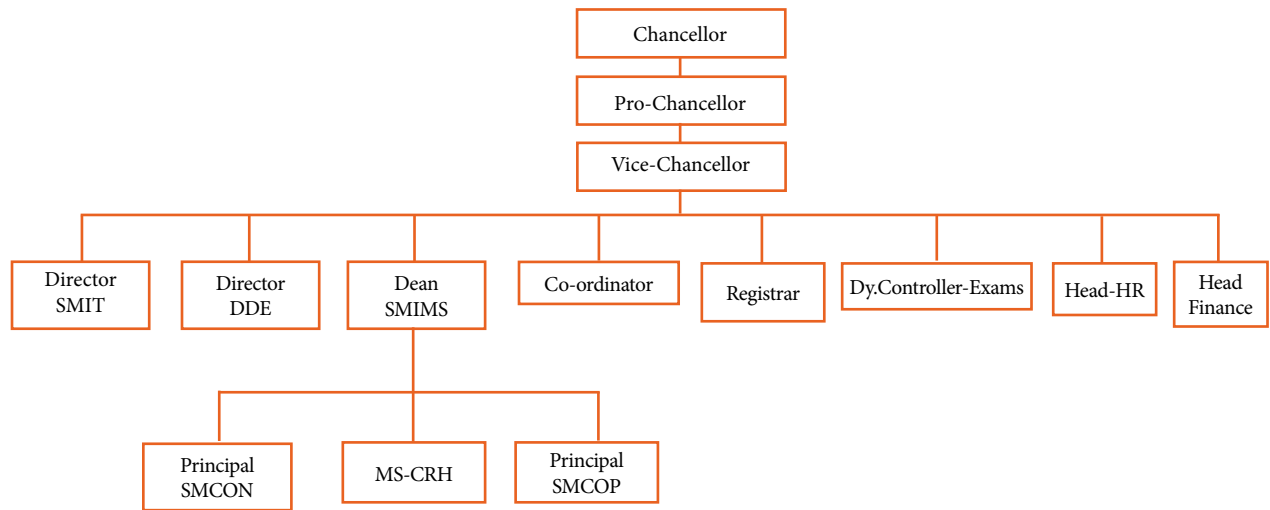 Chancellor
Pro-Chancellor
Vice-Chancellor
Director
SMIT
Director
DDE
Dean
SMIMS
Co-ordinator
Registrar
Dy.Controller-Exams
Head-HR
Head
Finance
Principal
SMCON
MS-CRH
Principal
SMCOP